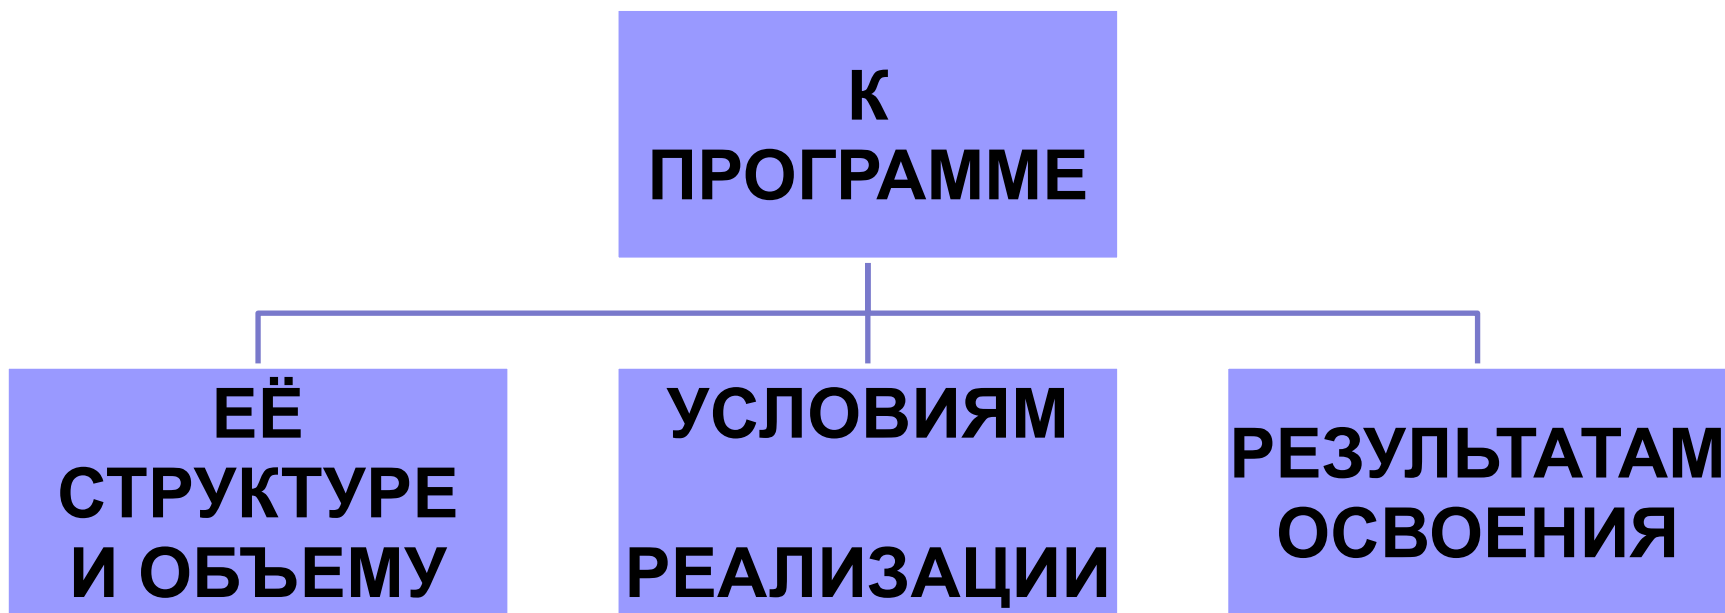 К
ПРОГРАММЕ
ЕЁ
СТРУКТУРЕ
И ОБЪЕМУ
УСЛОВИЯМ
РЕАЛИЗАЦИИ
РЕЗУЛЬТАТАМ
ОСВОЕНИЯ